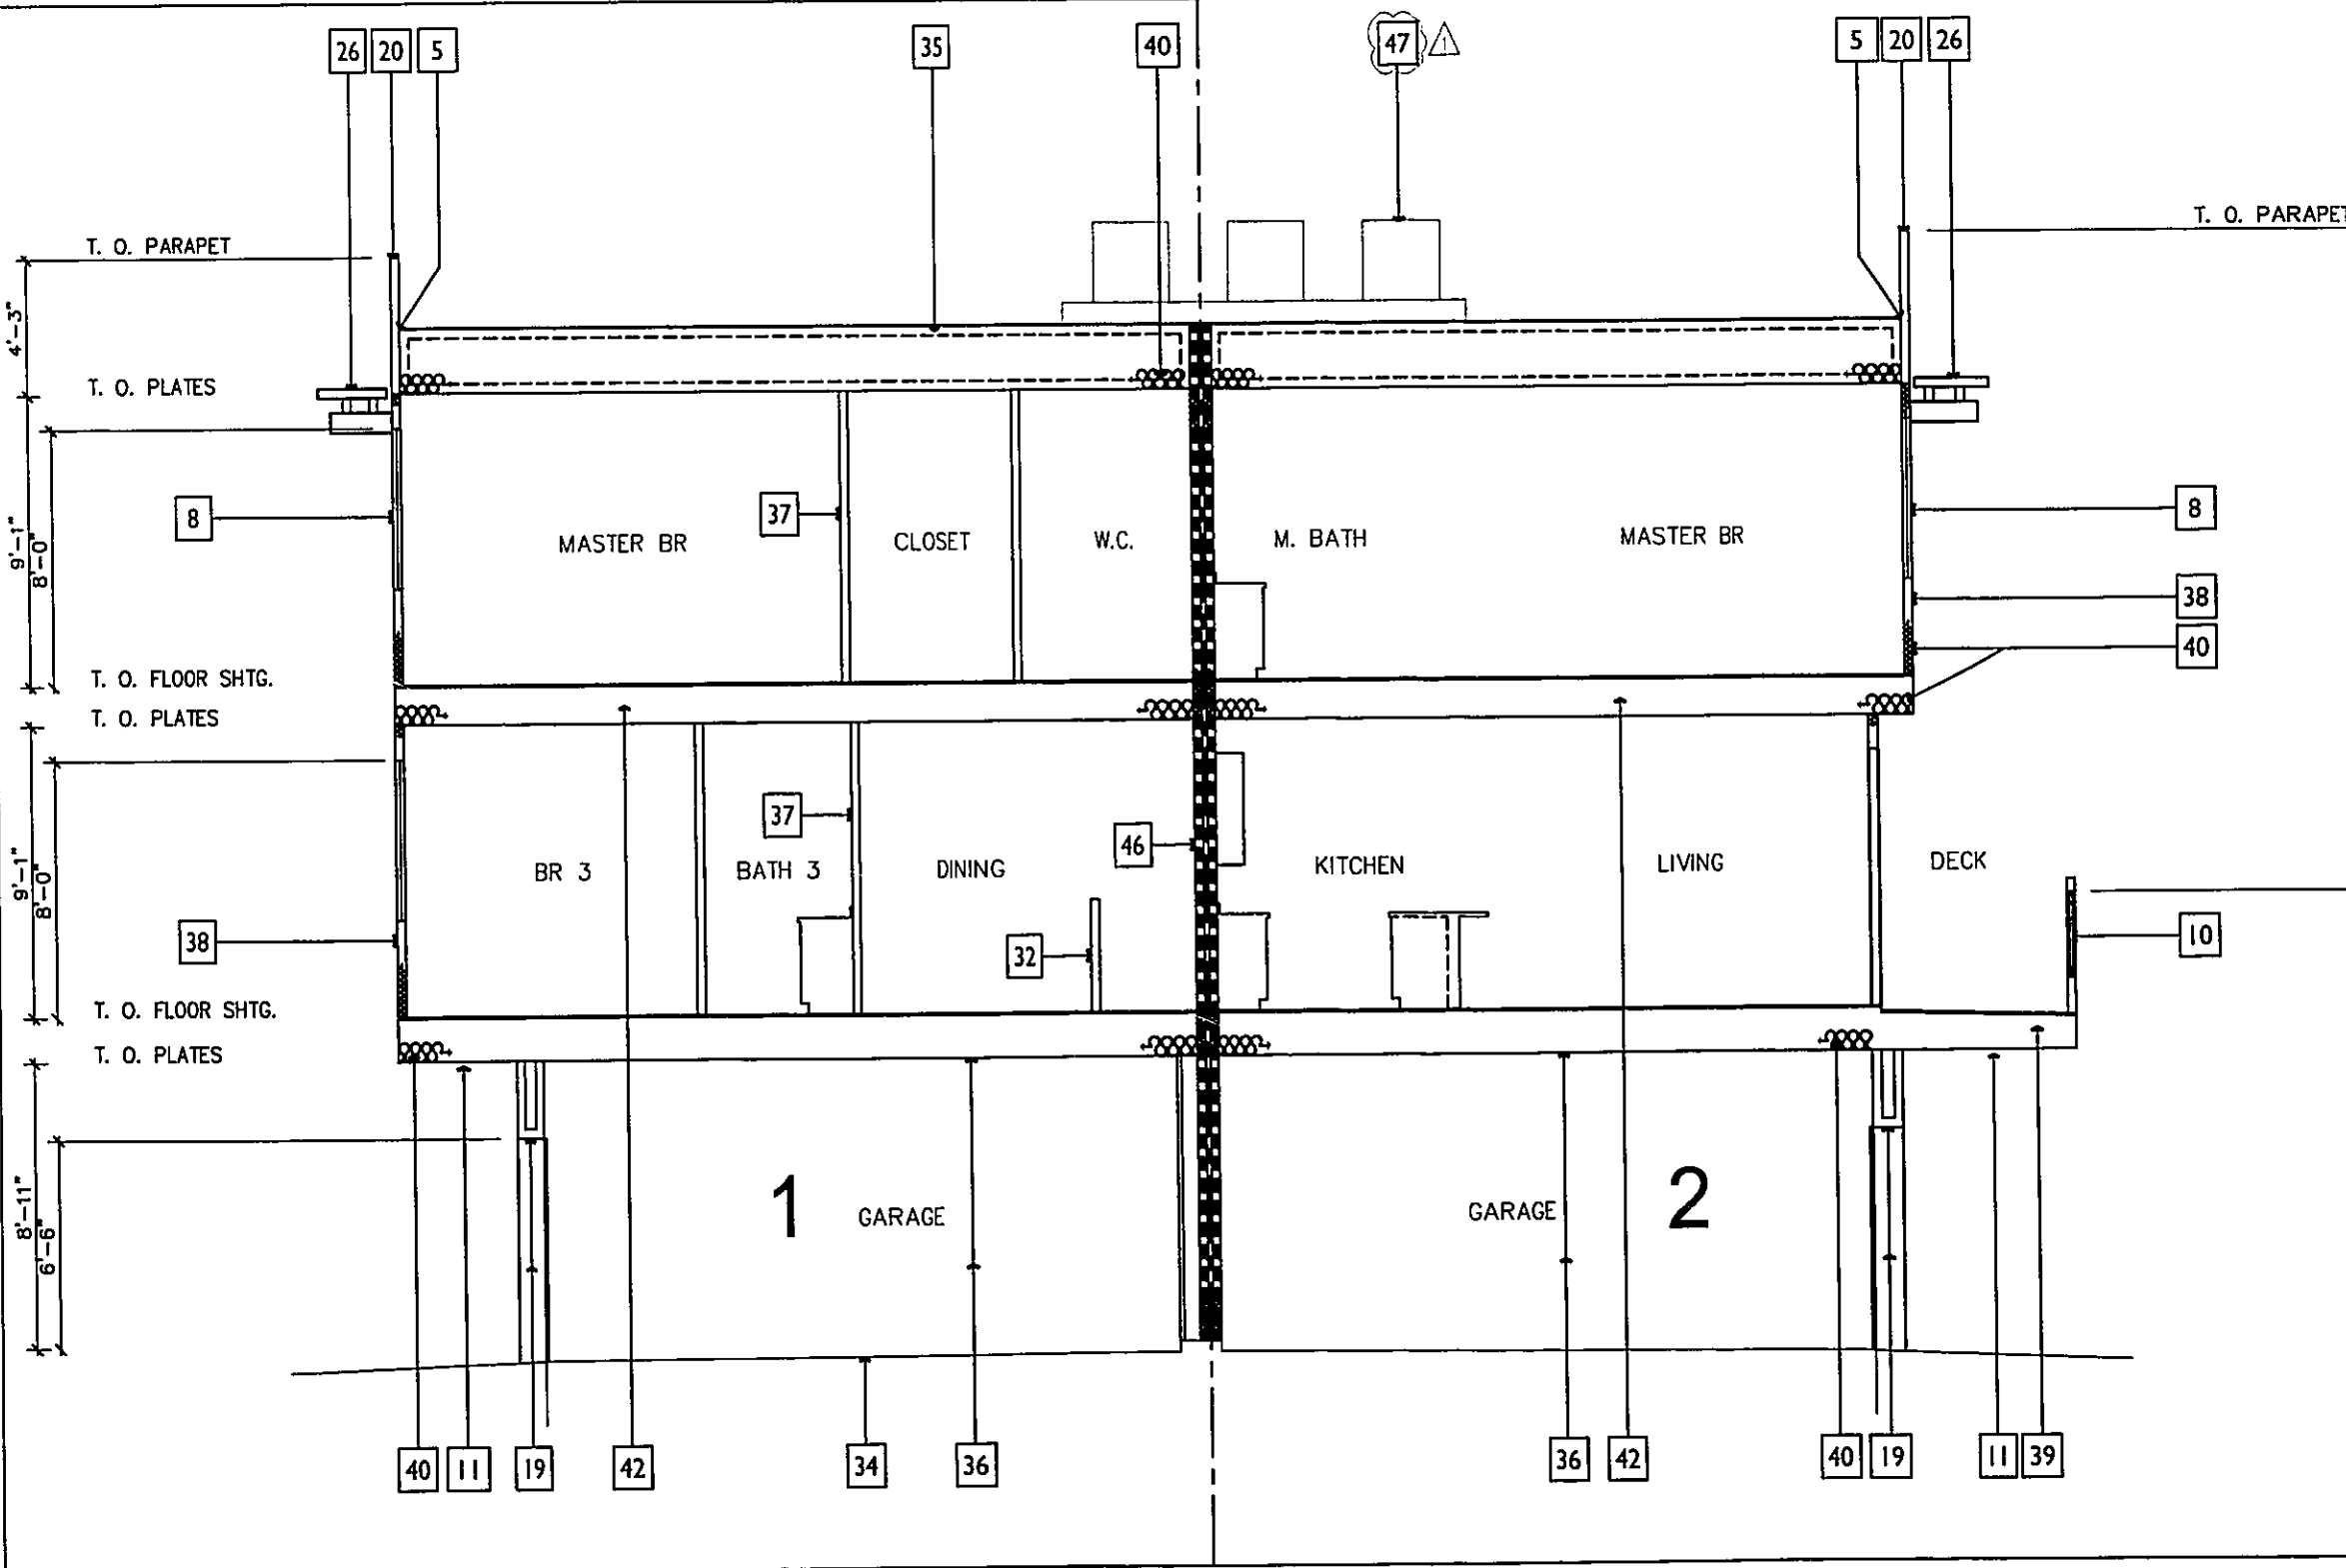 26 20 5 35 40 47 1 5 20 26
T. O. PARAPET
T. O. PARAPET
4'-3"
T. O. PLATES
9'-1"
8'-0"
8
37
MASTER BR
CLOSET
W.C.
M. BATH
MASTER BR
8
38
40
T. O. FLOOR SHTG.
T. O. PLATES
9'-1"
8'-0"
37
46
BR 3
BATH 3
DINING
KITCHEN
LIVING
DECK
38
32
10
T. O. FLOOR SHTG.
T. O. PLATES
8'-11"
6'-6"
1
GARAGE
GARAGE
2
40 11 19 42 34 36 36 42 40 19 11 39